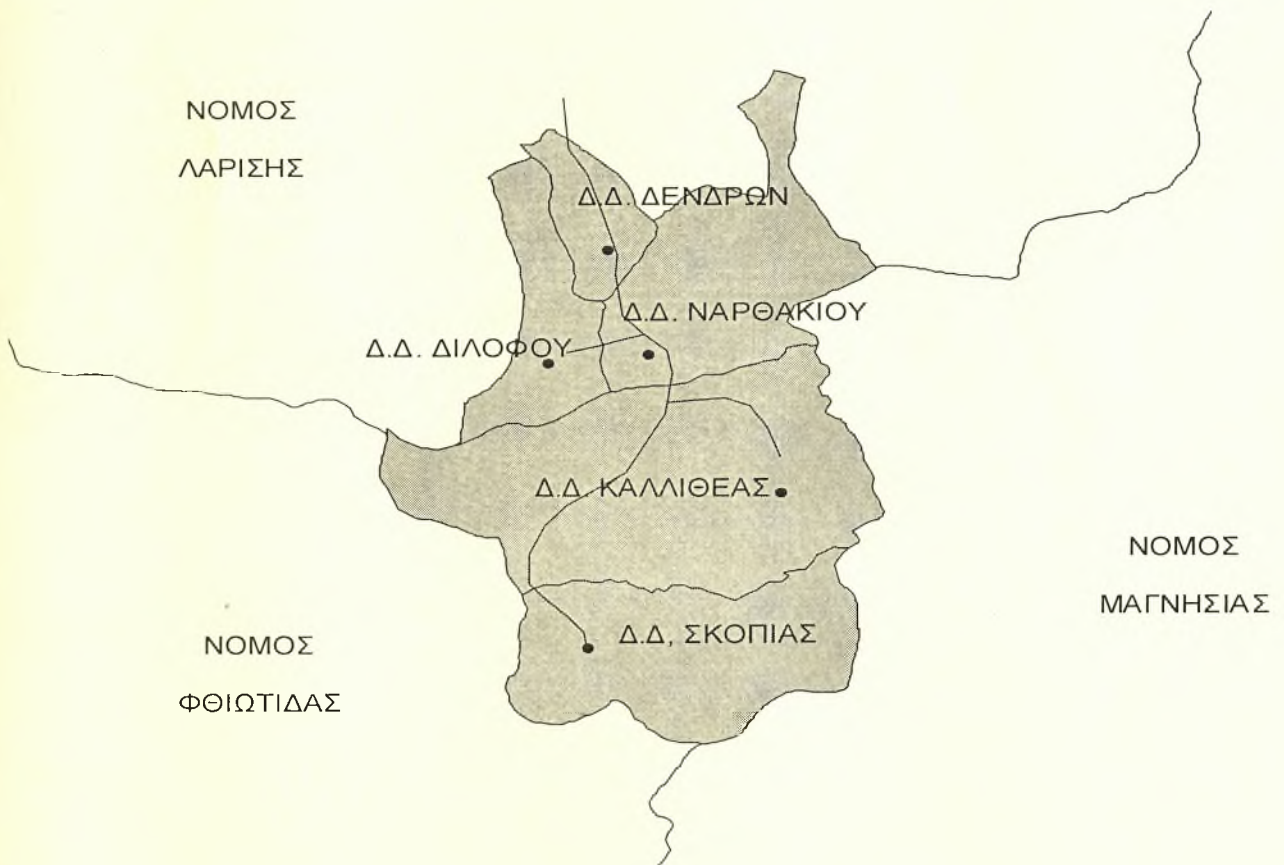 ΝΟΜΟΣ
ΛΑΡΙΣΗΣ
Δ.Δ. ΔΕΝΔΡΩΝ
Δ.Δ. ΝΑΡΘΑΚΙΟΥ
Δ.Δ. ΔΙΛΟΦΟΥ
Δ.Δ. ΚΑΛΛΙΘΕΑΣ
ΝΟΜΟΣ
ΜΑΓΝΗΣΙΑΣ
Δ.Δ, ΣΚΟΠΙΑΣ
ΝΟΜΟΣ
ΦΘΙΩΤΙΔΑΣ